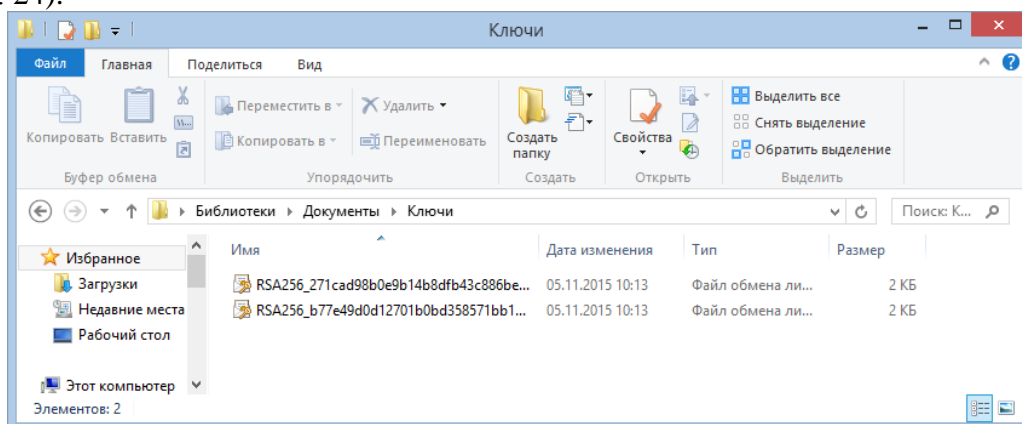 24).
Ключи
Файл Главная Поделиться Вид
Копировать Вставить Переместить в Удалить Создать папку Свойства Выделить все
Копировать в Переименовать Снять выделение
Обратить выделение
Буфер обмена Упорядочить Создать Открыть Выделить
Библиотеки Документы Ключи Поиск: К...
Избранное Имя Дата изменения Тип Размер
Загрузки RSA256_271cad98b0e9b14b8dfb43c886be... 05.11.2015 10:13 Файл обмена ли... 2 КБ
Недавние места RSA256_b77e49d0d12701b0bd358571bb1... 05.11.2015 10:13 Файл обмена ли... 2 КБ
Рабочий стол
Этот компьютер
Элементов: 2